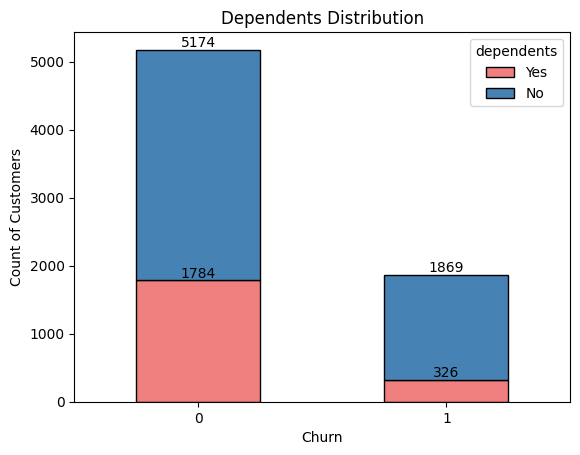 Dependents Distribution
5174
dependents
Yes
No
5000
4000
Count of Customers
3000
2000
1784
1869
1000
326
0
0
1
Churn